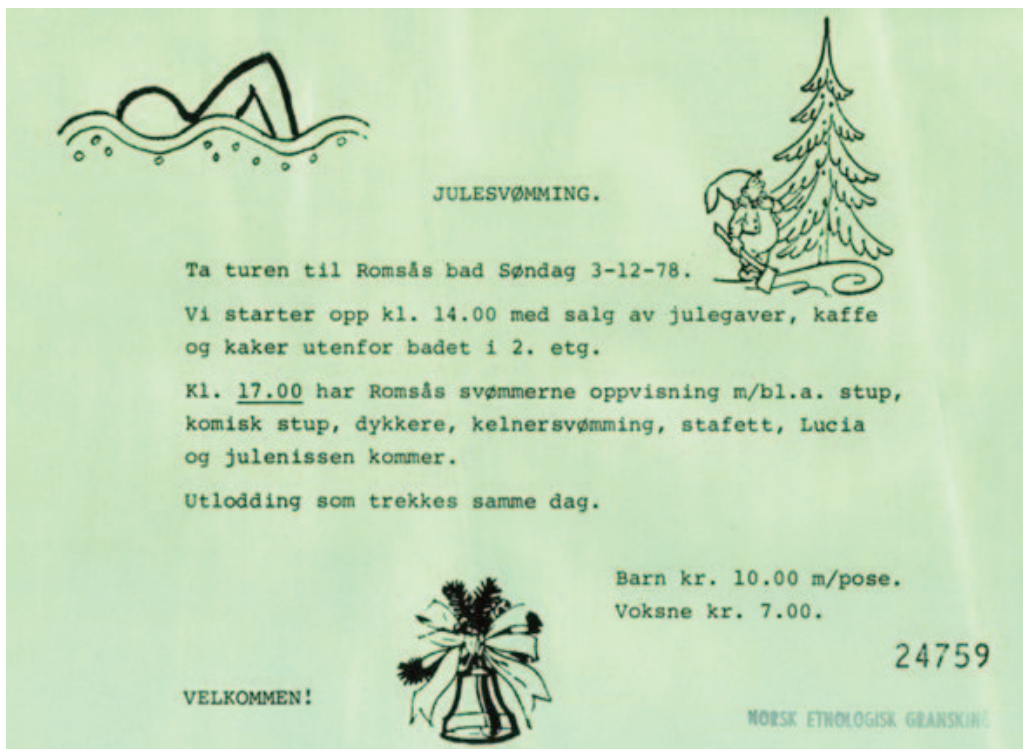 JULESVØMMING.
Ta turen til Romsås bad Søndag 3-12-78.
Vi starter opp kl. 14.00 med salg av julegaver, kaffe
og kaker utenfor badet i 2. etg.
Kl. 17.00 har Romsås svømmerne oppvisning m/bl.a. stup,
komisk stup, dykkere, kelnersvømming, stafett, Lucia
og julenissen kommer.
Utlodding som trekkes samme dag.
Barn kr. 10.00 m/pose.
Voksne kr. 7.00.
24759
VELKOMMEN!
NORSK ETNOLOGISK GRANSKING